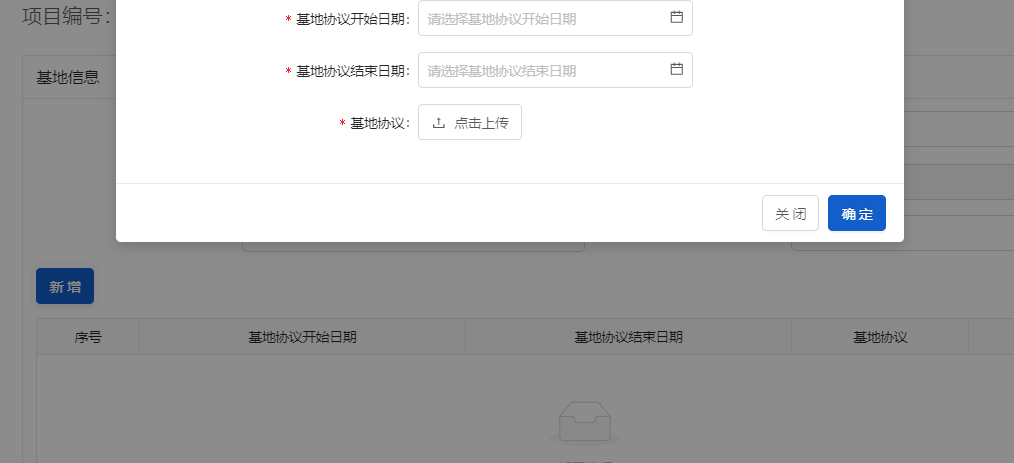 项目编号:
* 基地协议开始日期: 请选择基地协议开始日期
基地信息
* 基地协议结束日期: 请选择基地协议结束日期
* 基地协议: 点击上传
关闭 确定
新增
序号 基地协议开始日期 基地协议结束日期 基地协议